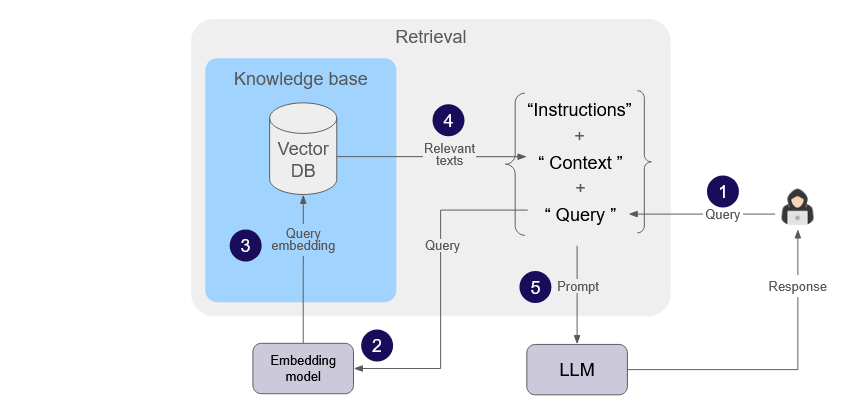 Retrieval
Knowledge base
Vector
DB
4
Relevant
texts
“Instructions”
+
“ Context ”
+
“ Query ”
1
Query
3
Query
embedding
Query
5
Prompt
Response
2
Embedding
model
LLM